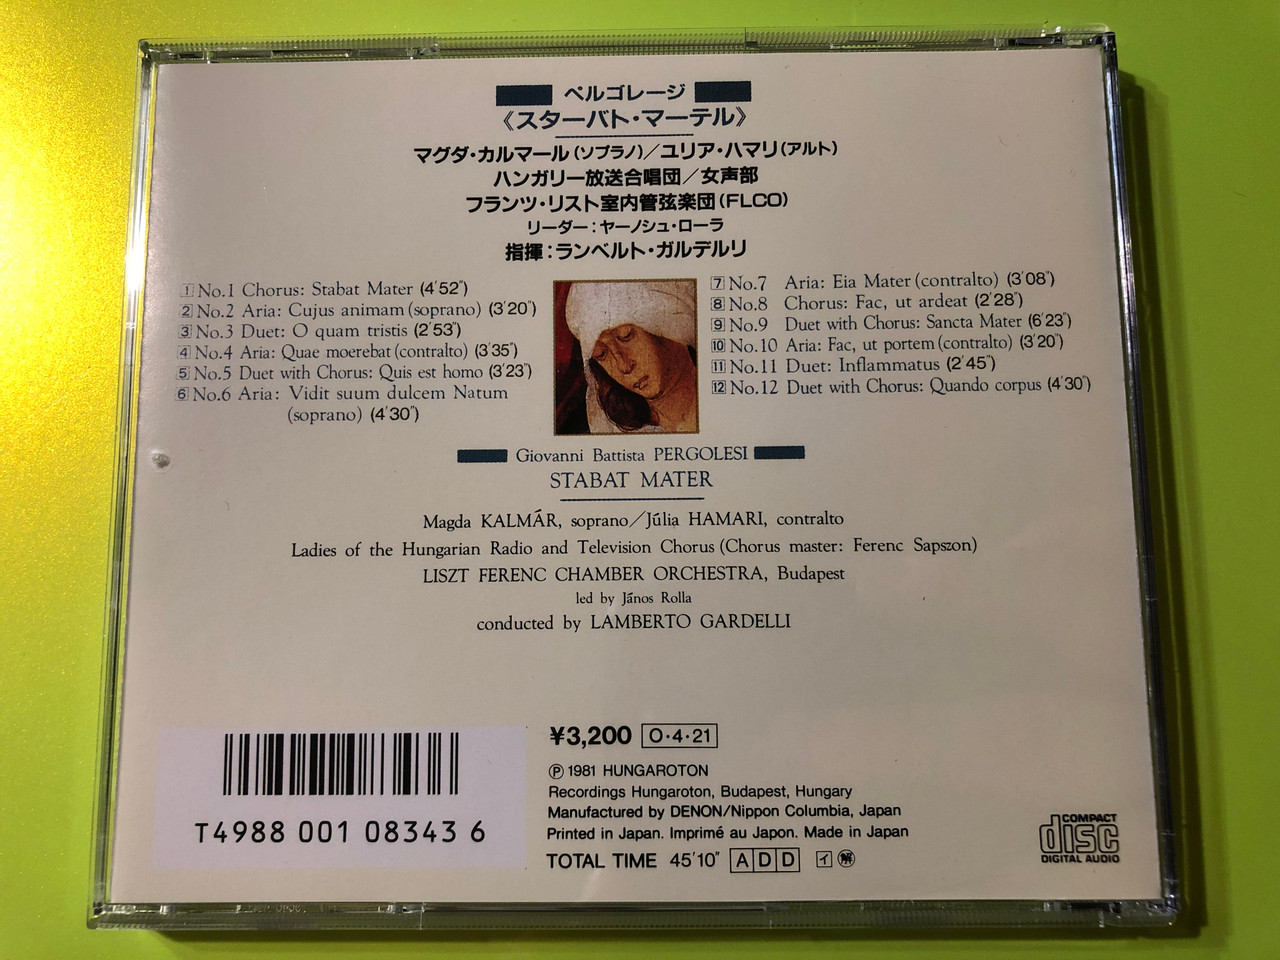 ペルゴレージ
《スターバト・マーテル》
マグダ・カルマール(ソプラノ)/ユリア・ハマリ(アルト)
ハンガリー放送合唱団/女声部
フランツ・リスト室内管弦楽団(FLCO)
リーダー:ヤーノシュ・ローラ
指揮:ランベルト・ガルデルリ
1 No.1 Chorus: Stabat Mater (4′52″)
2 No.2 Aria: Cujus animam (soprano) (3′20″)
3 No.3 Duet: O quam tristis (2′53″)
4 No.4 Aria: Quae moerebat (contralto) (3′35″)
5 No.5 Duet with Chorus: Quis est homo (3′23″)
6 No.6 Aria: Vidit suum dulcem Natum
(soprano) (4′30″)
7 No.7 Aria: Eia Mater (contralto) (3′08″)
8 No.8 Chorus: Fac, ut ardeat (2′28″)
9 No.9 Duet with Chorus: Sancta Mater (6′23″)
10 No.10 Aria: Fac, ut portem (contralto) (3′20″)
11 No.11 Duet: Inflammatus (2′45″)
12 No.12 Duet with Chorus: Quando corpus (4′30″)
Giovanni Battista PERGOLESI
STABAT MATER
Magda KALMÁR, soprano/Júlia HAMARI, contralto
Ladies of the Hungarian Radio and Television Chorus (Chorus master: Ferenc Sapszon)
LISZT FERENC CHAMBER ORCHESTRA, Budapest
led by János Rolla
conducted by LAMBERTO GARDELLI
¥3,200 O·4·21
Ⓟ 1981 HUNGAROTON
Recordings Hungaroton, Budapest, Hungary
Manufactured by DENON/Nippon Columbia, Japan
Printed in Japan. Imprimé au Japon. Made in Japan
TOTAL TIME 45′10″ ADD イ 解
T4988 001 08343 6
COMPACT
disc
DIGITAL AUDIO